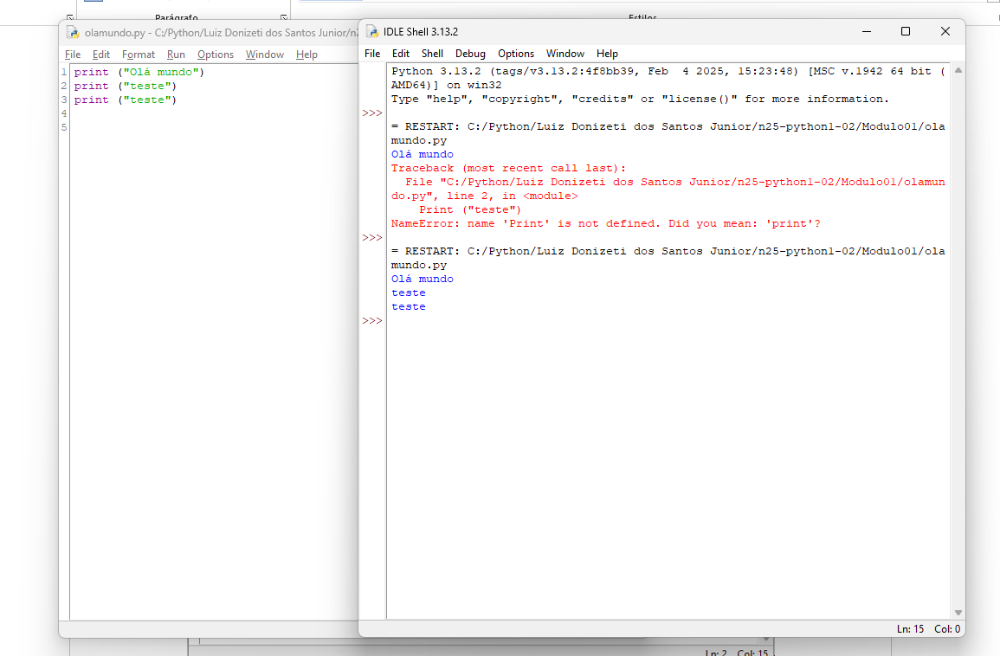 Parágrafo
Estilos
olamundo.py - C:/Python/Luiz Donizeti dos Santos Junior/n2
File Edit Format Run Options Window Help
1 print ("Olá mundo")
2 print ("teste")
3 print ("teste")
4
5
IDLE Shell 3.13.2
File Edit Shell Debug Options Window Help
Python 3.13.2 (tags/v3.13.2:4f8bb39, Feb  4 2025, 15:23:48) [MSC v.1942 64 bit (
AMD64)] on win32
Type "help", "copyright", "credits" or "license()" for more information.
>>>
= RESTART: C:/Python/Luiz Donizeti dos Santos Junior/n25-python1-02/Modulo01/ola
mundo.py
Olá mundo
Traceback (most recent call last):
  File "C:/Python/Luiz Donizeti dos Santos Junior/n25-python1-02/Modulo01/olamun
do.py", line 2, in <module>
    Print ("teste")
NameError: name 'Print' is not defined. Did you mean: 'print'?
>>>
= RESTART: C:/Python/Luiz Donizeti dos Santos Junior/n25-python1-02/Modulo01/ola
mundo.py
Olá mundo
teste
teste
>>>
Ln: 15 Col: 0
Ln: 2 Col: 15